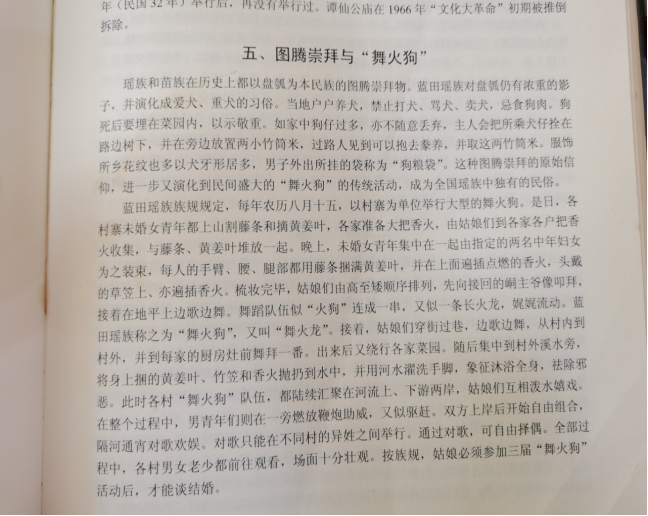 年（民国32年）举行后，再没有举行过。谭仙公庙在1966年“文化大革命”初期被推倒
拆除。
五、图腾崇拜与“舞火狗”
瑶族和苗族在历史上都以盘瓠为本民族的图腾崇拜物。蓝田瑶族对盘瓠仍有浓重的影
子，并演化成爱犬、重犬的习俗。当地户户养犬，禁止打犬、骂犬、卖犬，忌食狗肉。狗
死后要埋在菜园内，以示敬重。如家中狗仔过多，亦不随意丢弃，主人会把所乘犬仔拴在
路边树下，并在旁边放置两小竹筒米，过路人见到可以抱去豢养，并取这两竹筒米。服饰
所乡花纹也多以犬牙形居多，男子外出所挂的袋称为“狗粮袋”。这种图腾崇拜的原始信
仰，进一步又演化到民间盛大的“舞火狗”的传统活动，成为全国瑶族中独有的民俗。
蓝田瑶族族规规定，每年农历八月十五，以村寨为单位举行大型的舞火狗。是日，各
村寨未婚女青年都上山割藤条和摘黄姜叶，各家准备大把香火，由姑娘们到各家各户把香
火收集，与藤条、黄姜叶堆放一起。晚上，未婚女青年集中在一起由指定的两名中年妇女
为之装束，每人的手臂、腰、腿部都用藤条捆满黄姜叶，并在上面遍插点燃的香火，头戴
的草笠上、亦遍插香火。梳妆完毕，姑娘们由高至矮顺序排列，先向接回的峒主爷像叩拜，
接着在地平上边歌边舞。舞蹈队伍似“火狗”连成一串，又似一条长火龙，娓娓流动。蓝
田瑶族称之为“舞火狗”，又叫“舞火龙”。接着，姑娘们穿街过巷，边歌边舞，从村内到
村外，并到每家的厨房灶前舞拜一番。出来后又绕行各家菜园。随后集中到村外溪水旁，
将身上捆的黄姜叶、竹笠和香火抛扔到水中，并用河水濯洗手脚，象征沐浴全身，祛除邪
恶。此时各村“舞火狗”队伍，都陆续汇聚在河流上、下游两岸，姑娘们互相泼水嬉戏。
在整个过程中，男青年们则在一旁燃放鞭炮助威，又似驱赶。双方上岸后开始自由组合，
隔河通宵对歌欢娱。对歌只能在不同村的异姓之间举行。通过对歌，可自由择偶。全部过
程中，各村男女老少都前往观看，场面十分壮观。按族规，姑娘必须参加三届“舞火狗”
活动后，才能谈结婚。